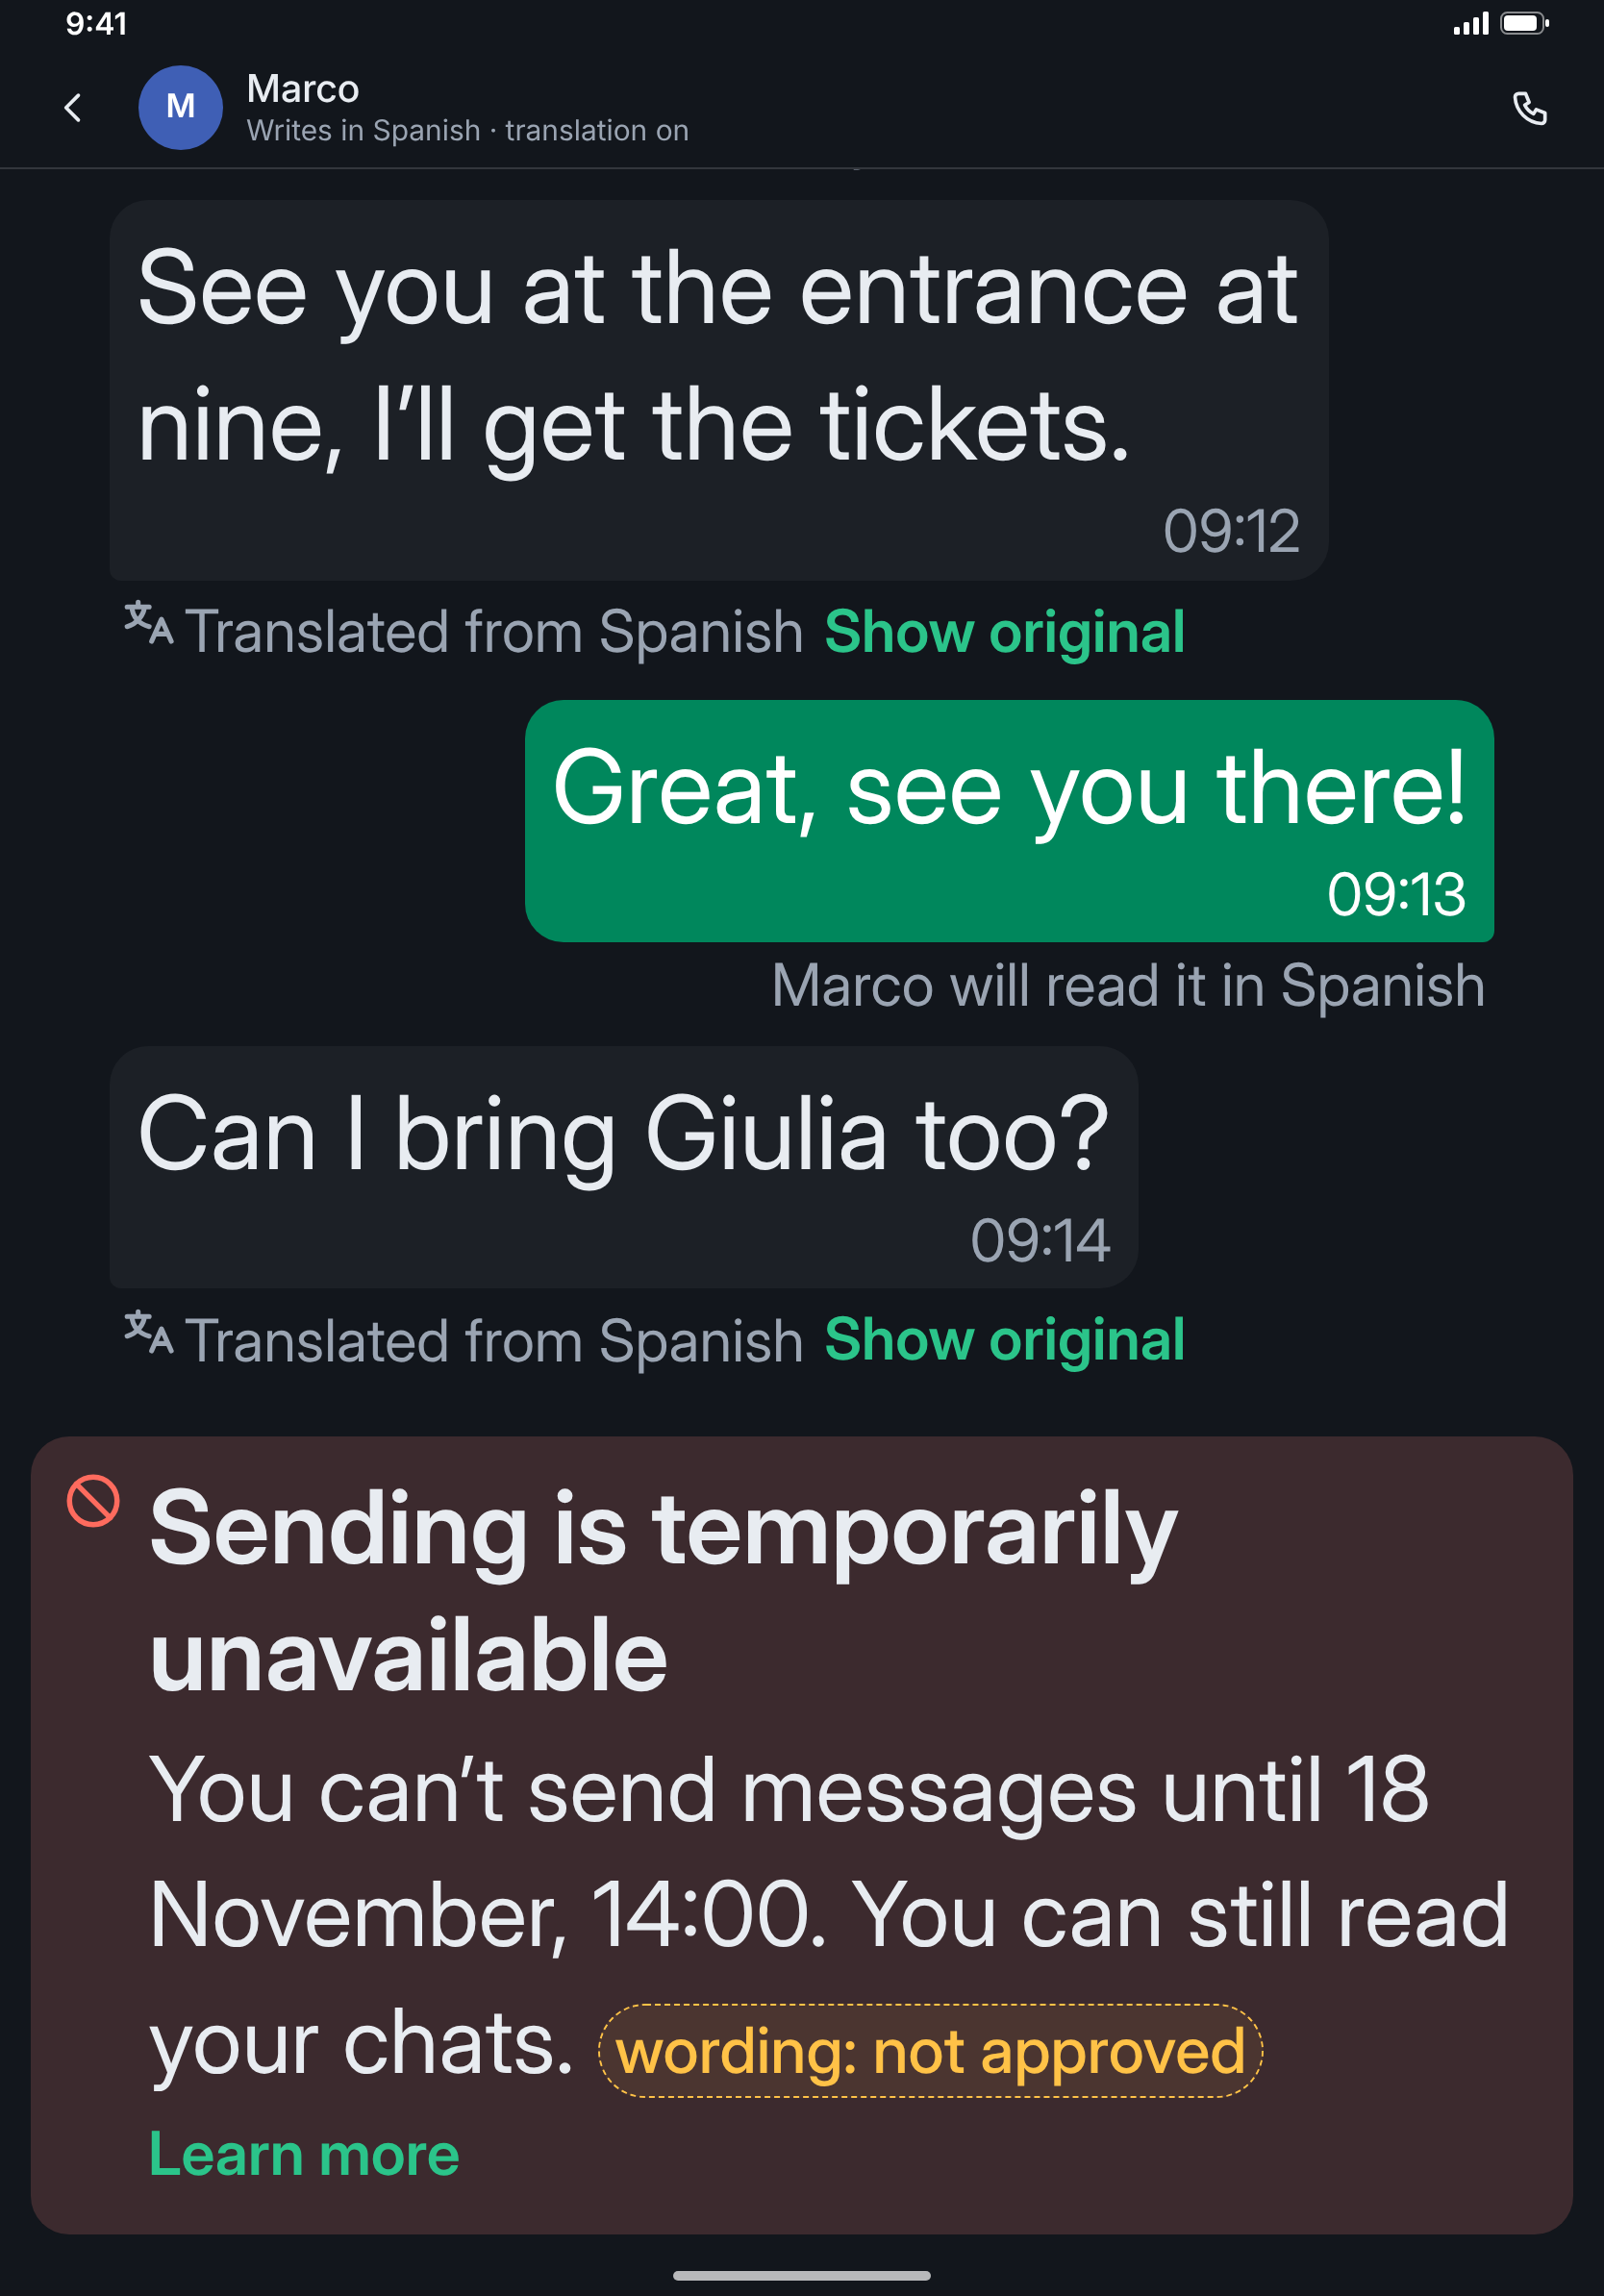 9:41
M
Marco
Writes in Spanish · translation on
See you at the entrance at
nine, I’ll get the tickets.
09:12
Translated from Spanish Show original
Great, see you there!
09:13
Marco will read it in Spanish
Can I bring Giulia too?
09:14
Translated from Spanish Show original
Sending is temporarily
unavailable
You can’t send messages until 18
November, 14:00. You can still read
your chats. wording: not approved
Learn more